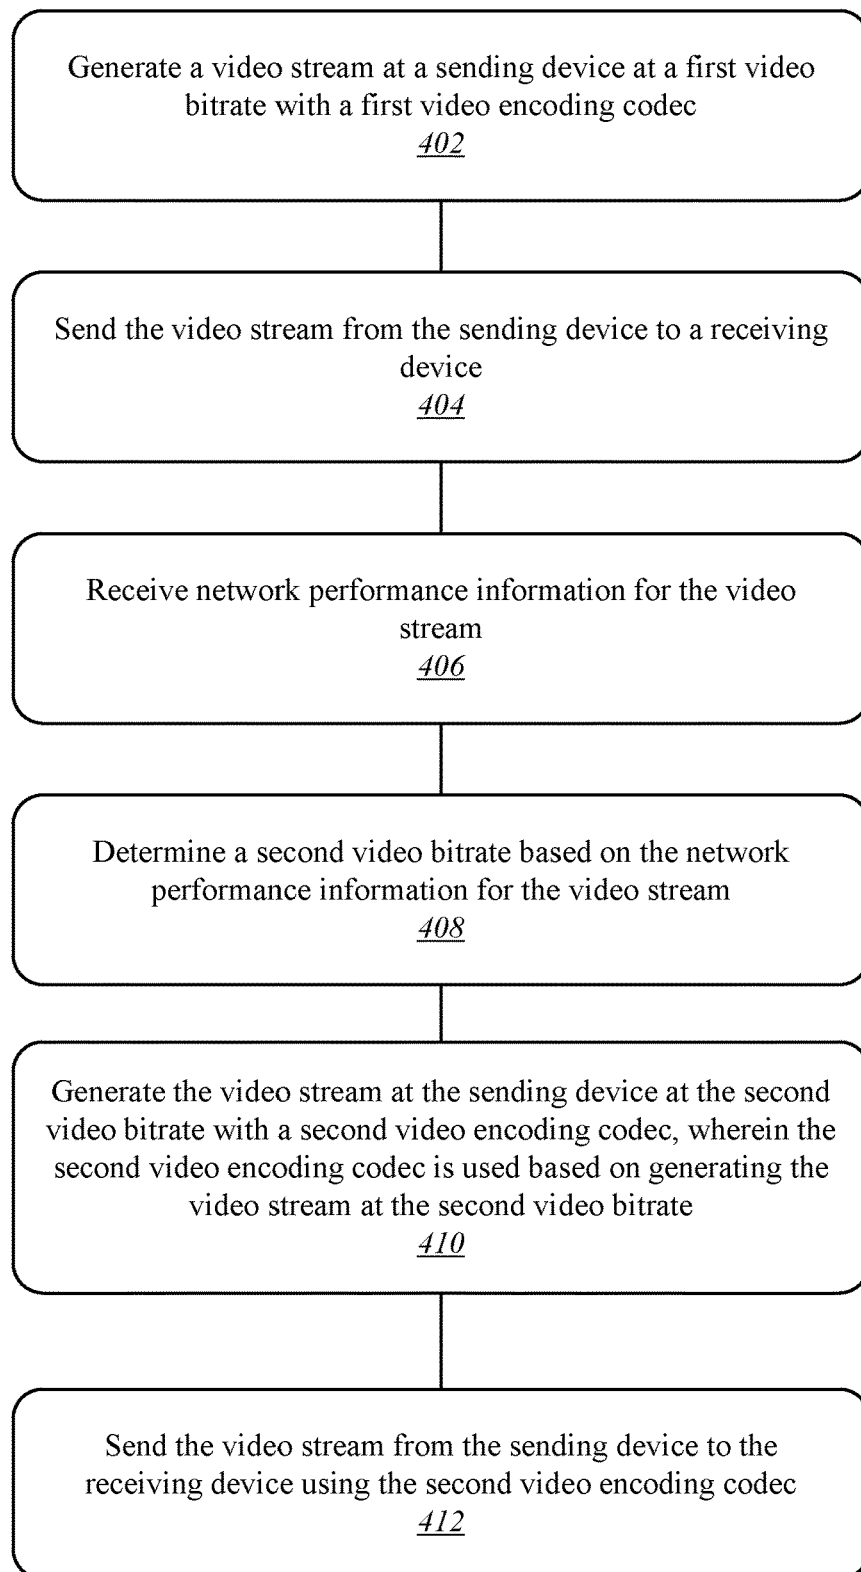 Generate a video stream at a sending device at a first video
bitrate with a first video encoding codec
402
Send the video stream from the sending device to a receiving
device
404
Receive network performance information for the video
stream
406
Determine a second video bitrate based on the network
performance information for the video stream
408
Generate the video stream at the sending device at the second
video bitrate with a second video encoding codec, wherein the
second video encoding codec is used based on generating the
video stream at the second video bitrate
410
Send the video stream from the sending device to the
receiving device using the second video encoding codec
412